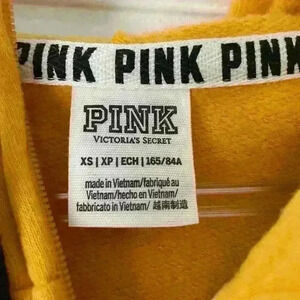 PINK PINK PINK
PINK
VICTORIA'S SECRET
XS | XP | ECH | 165/84A
made in Vietnam/fabriqué au
Vietnam/hecho en Vietnam/
fabbricato in Vietnam/ 越南制造